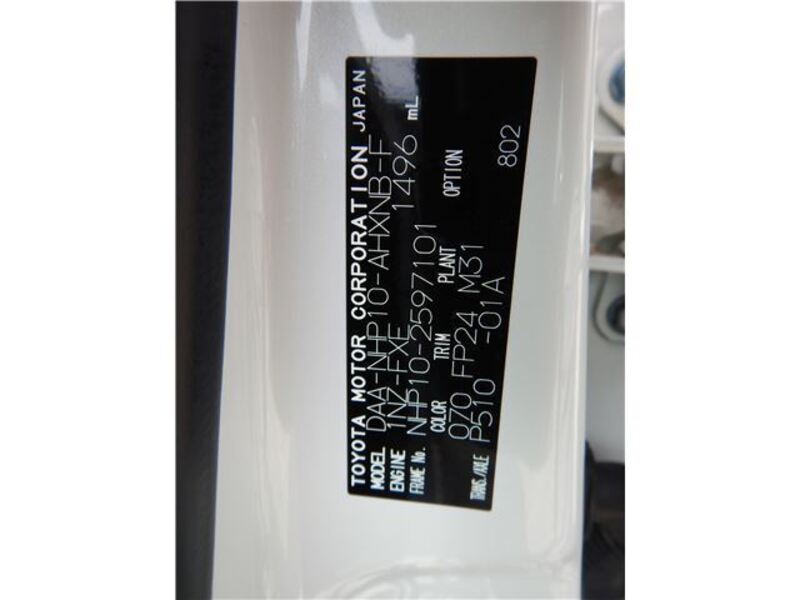 TOYOTA MOTOR CORPORATION JAPAN
MODEL DAA-NHP10-AHXNB-F
ENGINE 1NZ-FXE 1496 mL
FRAME No. NHP10-2597101
COLOR TRIM PLANT OPTION
070 FP24 M31
TRANS./AXLE P510 -01A 802